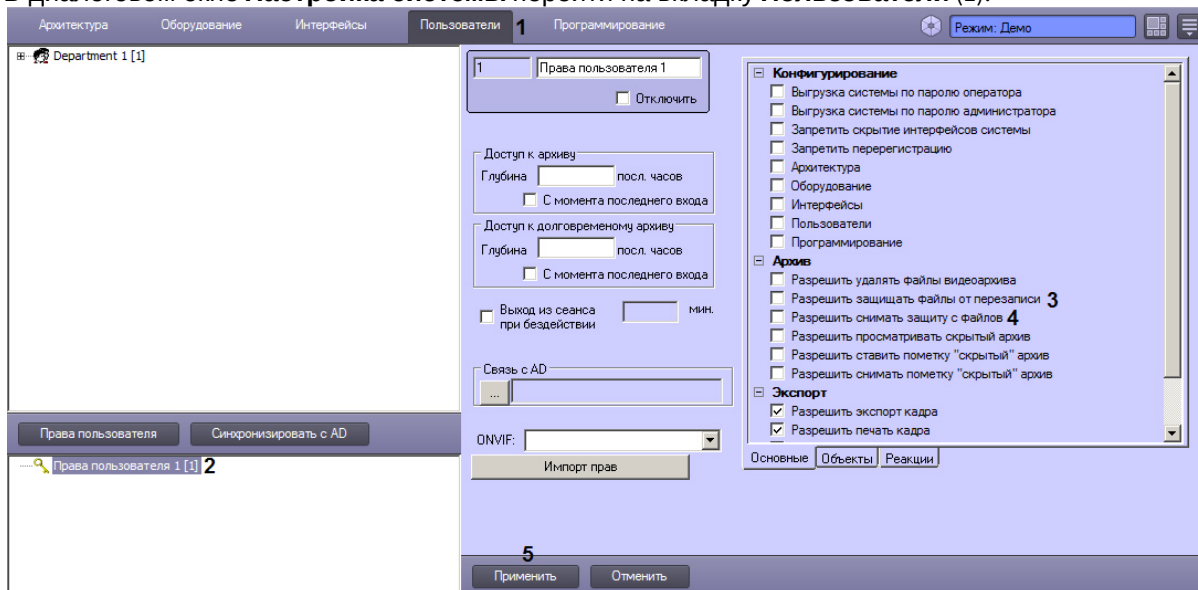 В диалоговом окне Настройка системы перейти на вкладку Пользователи (1).
Архитектура Оборудование Интерфейсы Пользователи 1 Программирование Режим: Демо
Department 1 [1]
1 Права пользователя 1
Отключить
Доступ к архиву
Глубина посл. часов
С момента последнего входа
Доступ к долговременому архиву
Глубина посл. часов
С момента последнего входа
Выход из сеанса при бездействии мин.
Связь с AD
...
ONVIF:
Импорт прав
Конфигурирование
Выгрузка системы по паролю оператора
Выгрузка системы по паролю администратора
Запретить скрытие интерфейсов системы
Запретить перерегистрацию
Архитектура
Оборудование
Интерфейсы
Пользователи
Программирование
Архив
Разрешить удалять файлы видеоархива
Разрешить защищать файлы от перезаписи 3
Разрешить снимать защиту с файлов 4
Разрешить просматривать скрытый архив
Разрешить ставить пометку "скрытый" архив
Разрешить снимать пометку "скрытый" архив
Экспорт
Разрешить экспорт кадра
Разрешить печать кадра
Основные Объекты Реакции
Права пользователя Синхронизировать с AD
Права пользователя 1 [1] 2
5
Применить Отменить